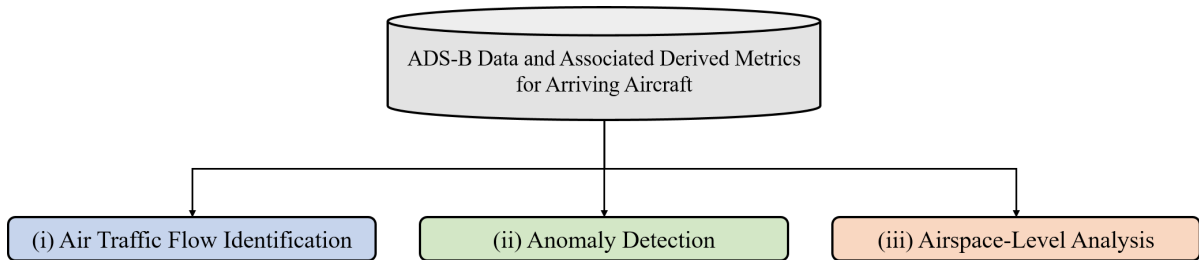 ADS-B Data and Associated Derived Metrics
for Arriving Aircraft
(i) Air Traffic Flow Identification
(ii) Anomaly Detection
(iii) Airspace-Level Analysis